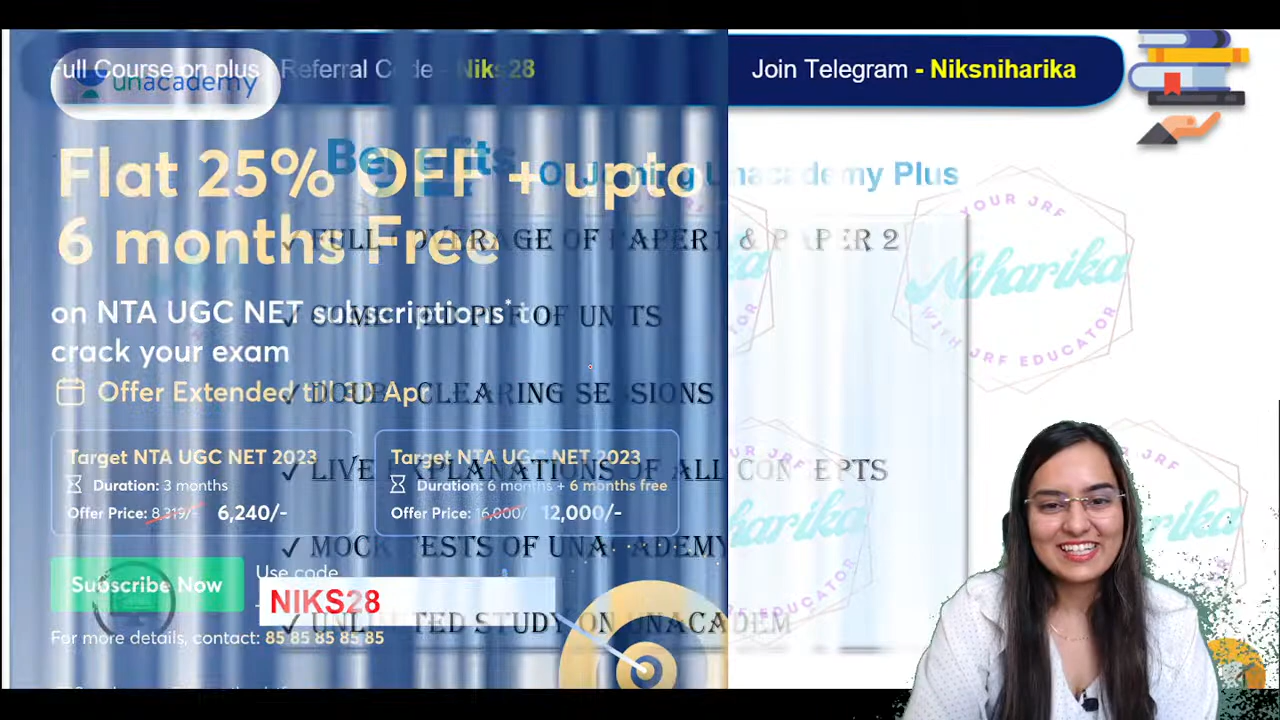 Full Course on plus - Referral Code - Niks28
Join Telegram - Niksniharika
unacademy
Benefits Of Joining Unacademy Plus
Flat 25% OFF + upto
6 months Free
on NTA UGC NET subscriptions* to
crack your exam
Offer Extended till 30 Apr
✓ FULL COVERAGE OF PAPER1 & PAPER 2
✓ OF UNITS
✓ DOUBT CLEARING SESSIONS
✓ LIVE EXPLANATIONS OF ALL CONCEPTS
✓ MOCK TESTS OF UNACADEMY
✓ UNLIMITED STUDY ON UNACADEM
Target NTA UGC NET 2023
Duration: 3 months
Offer Price: 8,319/- 6,240/-
Target NTA UGC NET 2023
Duration: 6 months + 6 months free
Offer Price: 16,000/ 12,000/-
Subscribe Now
Use code
NIKS28
For more details, contact: 85 85 85 85 85
YOUR JRF
Niharika
WITH JRF EDUCATOR